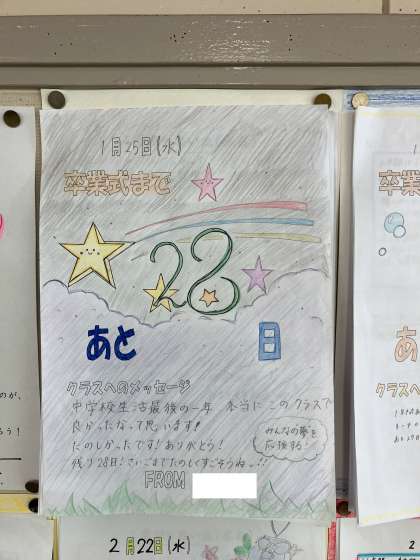 1月25日(水)
卒業式まで
28
あと 日
クラスへのメッセージ
中学校生活最後の一年 本当にこのクラスで
良かったなって思います!
たのしかったです!ありがとう!
残り28日!さいごまでたのしくすごそうね〜!!
みんなの夢を
応援する!
FROM
2月22日(水)
卒業
あ
クラスへ